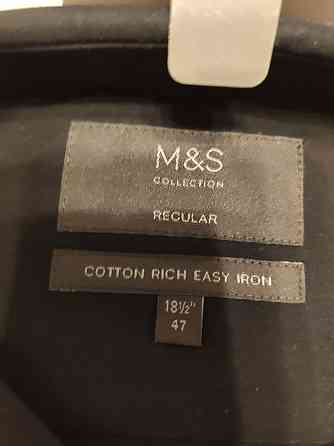 M&S
COLLECTION
REGULAR
COTTON RICH EASY IRON
18½"
47